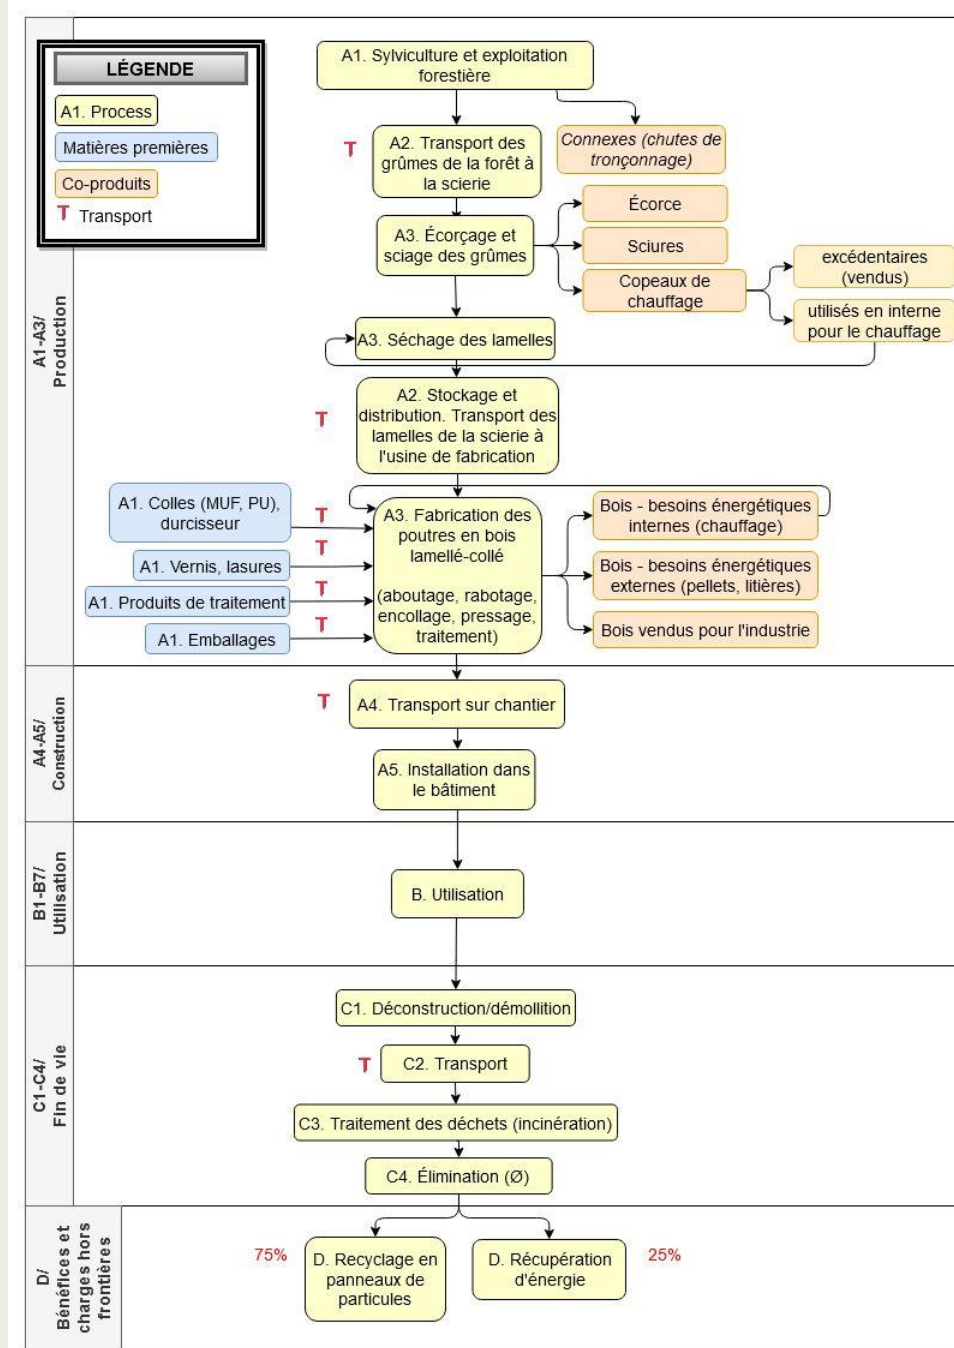 LÉGENDE
A1. Process
Matières premières
Co-produits
T Transport
A1-A3/
Production
A1. Sylviculture et exploitation
forestière
Connexes (chutes de
tronçonnage)
T
A2. Transport des
grûmes de la forêt à
la scierie
A3. Écorçage et
sciage des grûmes
Écorce
Sciures
Copeaux de
chauffage
excédentaires
(vendus)
utilisés en interne
pour le chauffage
A3. Séchage des lamelles
T
A2. Stockage et
distribution. Transport des
lamelles de la scierie à
l'usine de fabrication
A1. Colles (MUF, PU),
durcisseur
T
A1. Vernis, lasures
T
A1. Produits de traitement
T
A1. Emballages
T
A3. Fabrication des
poutres en bois
lamellé-collé
(aboutage, rabotage,
encollage, pressage,
traitement)
Bois - besoins énergétiques
internes (chauffage)
Bois - besoins énergétiques
externes (pellets, litières)
Bois vendus pour l'industrie
A4-A5/
Construction
T
A4. Transport sur chantier
A5. Installation dans
le bâtiment
B1-B7/
Utilisation
B. Utilisation
C1-C4/
Fin de vie
C1. Déconstruction/démollition
T
C2. Transport
C3. Traitement des déchets (incinération)
C4. Élimination (Ø)
D/
Bénéfices et
charges hors
frontières
75%
D. Recyclage en
panneaux de
particules
D. Récupération
d'énergie
25%